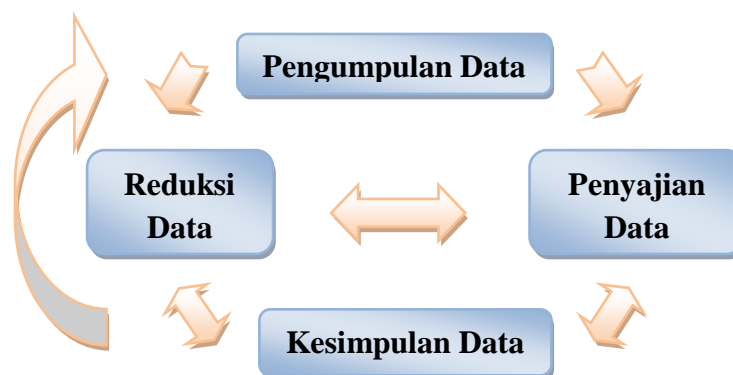 Pengumpulan Data
Reduksi
Data
Penyajian
Data
Kesimpulan Data